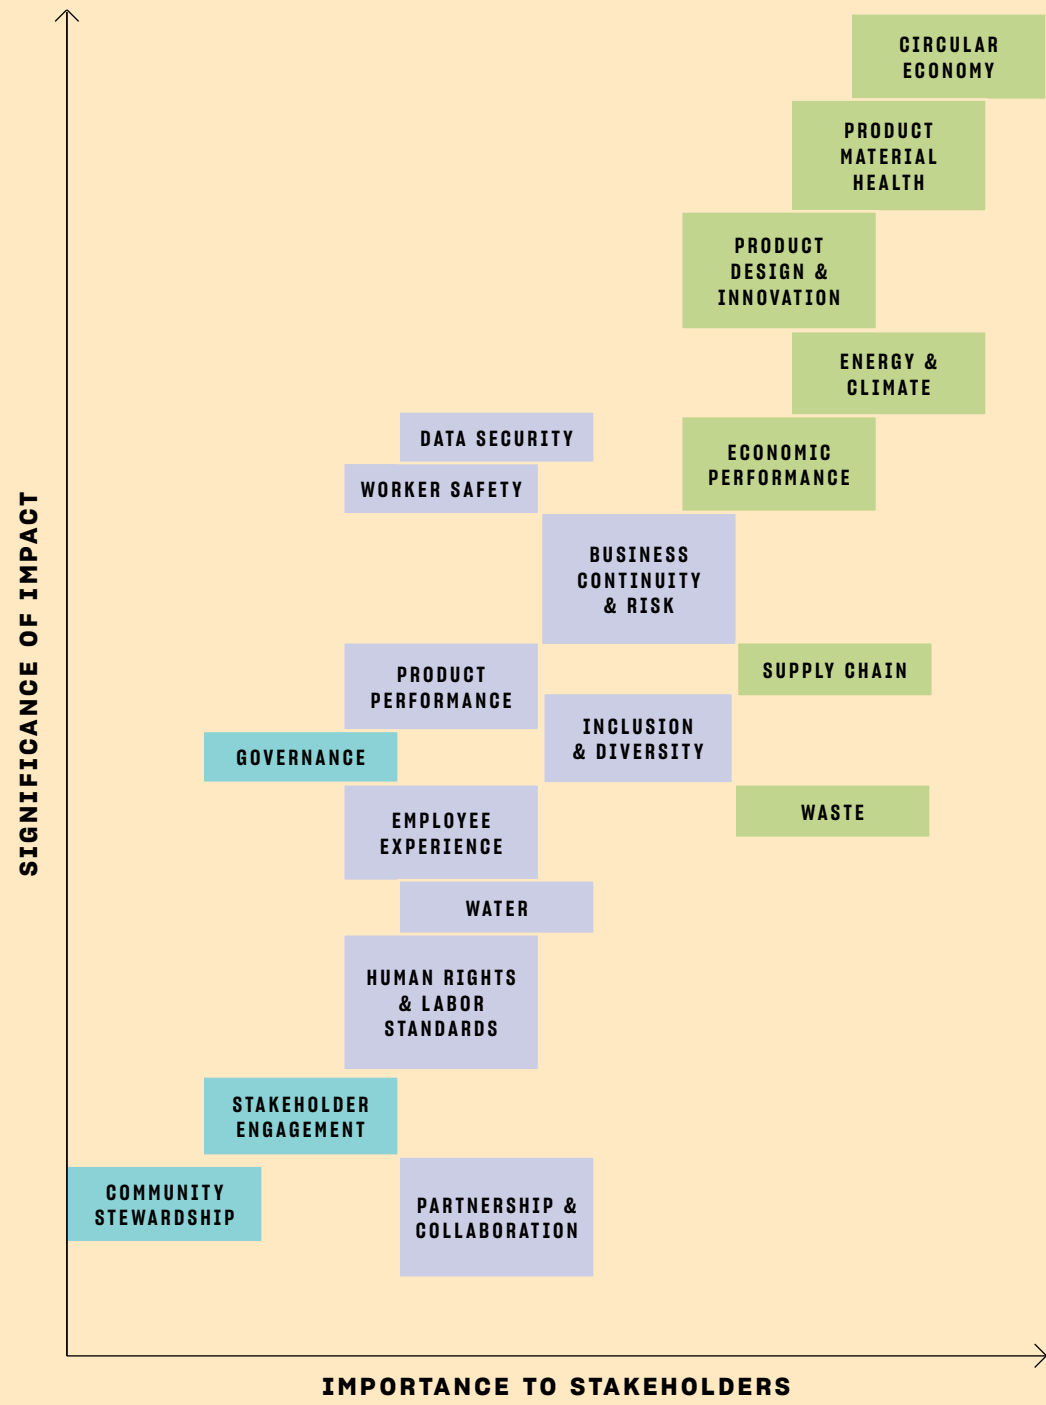 CIRCULAR
ECONOMY
PRODUCT
MATERIAL
HEALTH
PRODUCT
DESIGN &
INNOVATION
ENERGY &
CLIMATE
DATA SECURITY
ECONOMIC
PERFORMANCE
WORKER SAFETY
BUSINESS
CONTINUITY
& RISK
SUPPLY CHAIN
PRODUCT
PERFORMANCE
INCLUSION
& DIVERSITY
GOVERNANCE
WASTE
EMPLOYEE
EXPERIENCE
WATER
HUMAN RIGHTS
& LABOR
STANDARDS
STAKEHOLDER
ENGAGEMENT
COMMUNITY
STEWARDSHIP
PARTNERSHIP &
COLLABORATION
SIGNIFICANCE OF IMPACT
IMPORTANCE TO STAKEHOLDERS